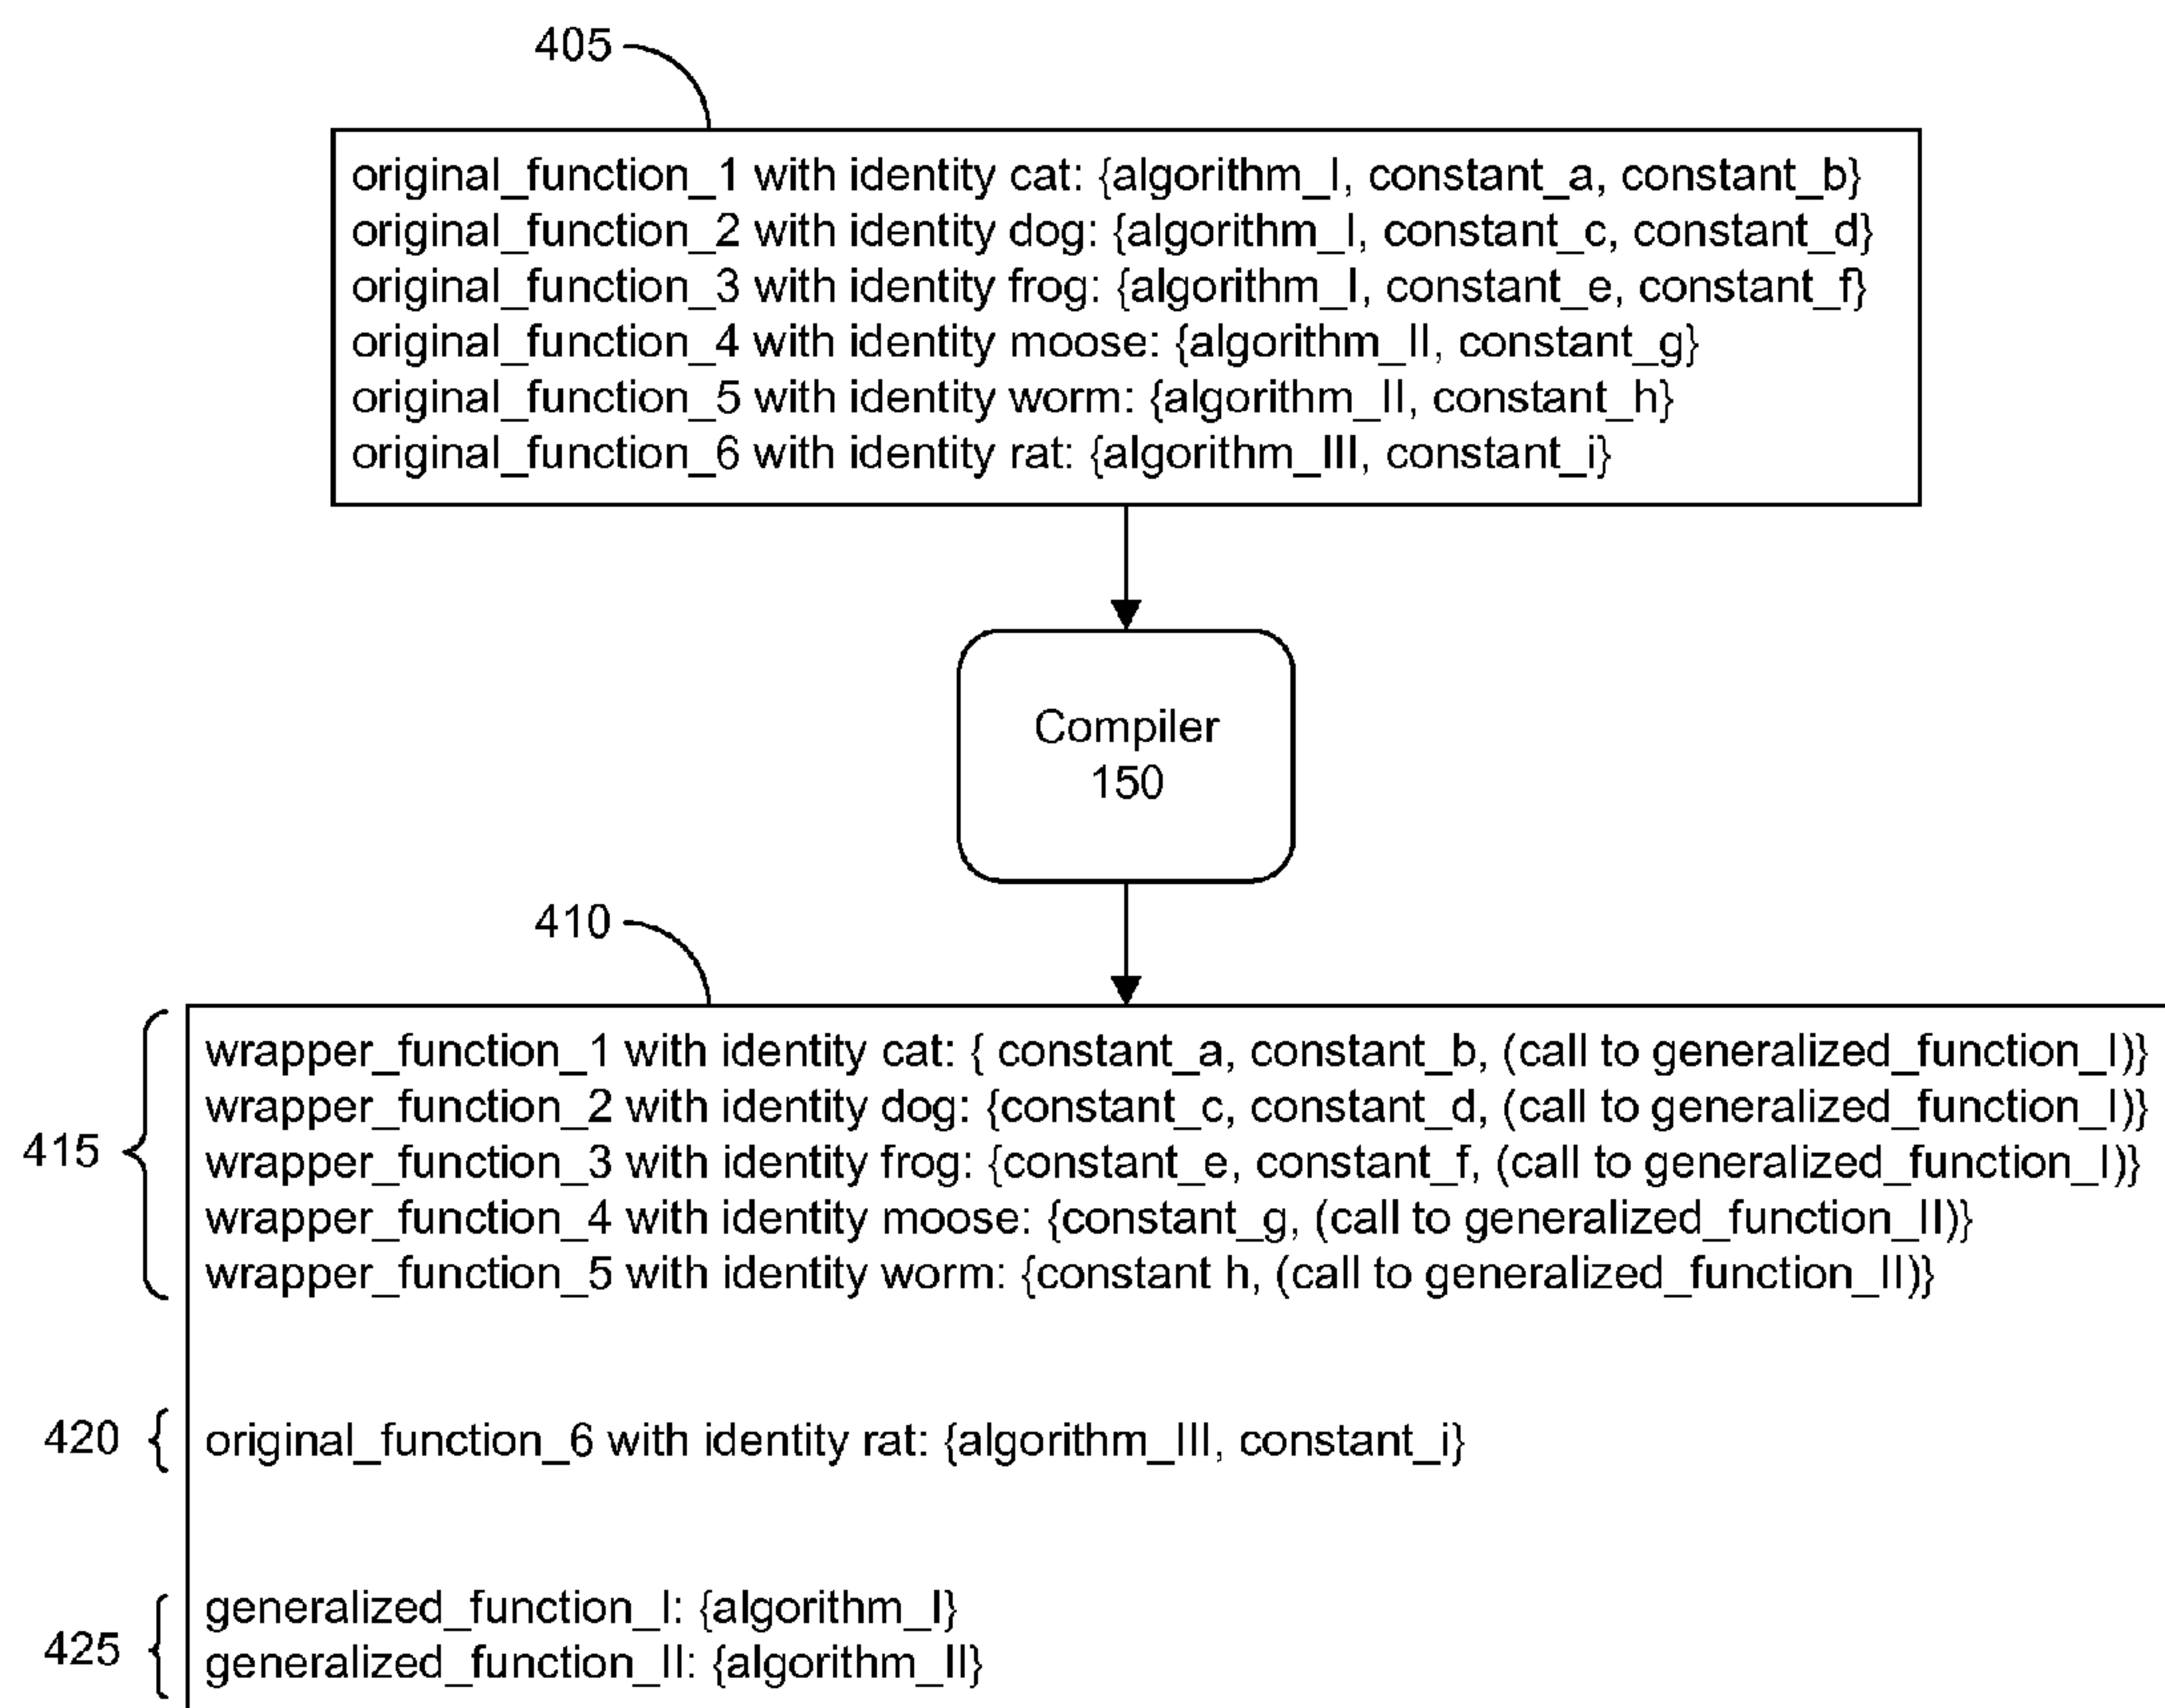 405
original_function_1 with identity cat: {algorithm_I, constant_a, constant_b}
original_function_2 with identity dog: {algorithm_I, constant_c, constant_d}
original_function_3 with identity frog: {algorithm_I, constant_e, constant_f}
original_function_4 with identity moose: {algorithm_II, constant_g}
original_function_5 with identity worm: {algorithm_II, constant_h}
original_function_6 with identity rat: {algorithm_III, constant_i}
Compiler
150
410
415
wrapper_function_1 with identity cat: { constant_a, constant_b, (call to generalized_function_I)}
wrapper_function_2 with identity dog: {constant_c, constant_d, (call to generalized_function_I)}
wrapper_function_3 with identity frog: {constant_e, constant_f, (call to generalized_function_I)}
wrapper_function_4 with identity moose: {constant_g, (call to generalized_function_II)}
wrapper_function_5 with identity worm: {constant h, (call to generalized_function_II)}
420
original_function_6 with identity rat: {algorithm_III, constant_i}
425
generalized_function_I: {algorithm_I}
generalized_function_II: {algorithm_II}